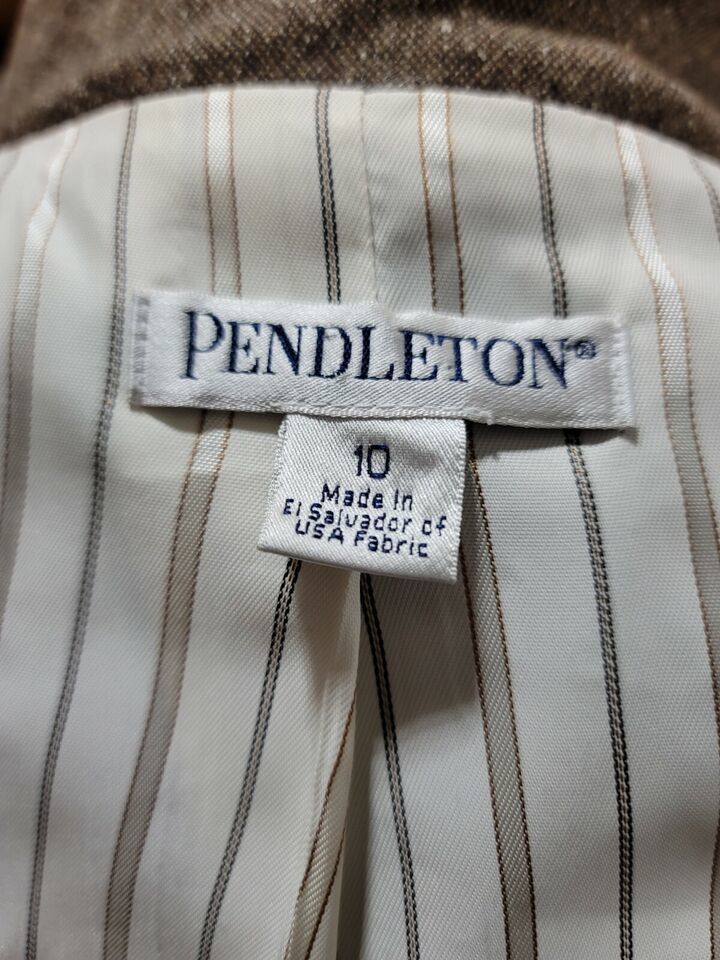 PENDLETON®
10
Made in
El Salvador of
USA Fabric